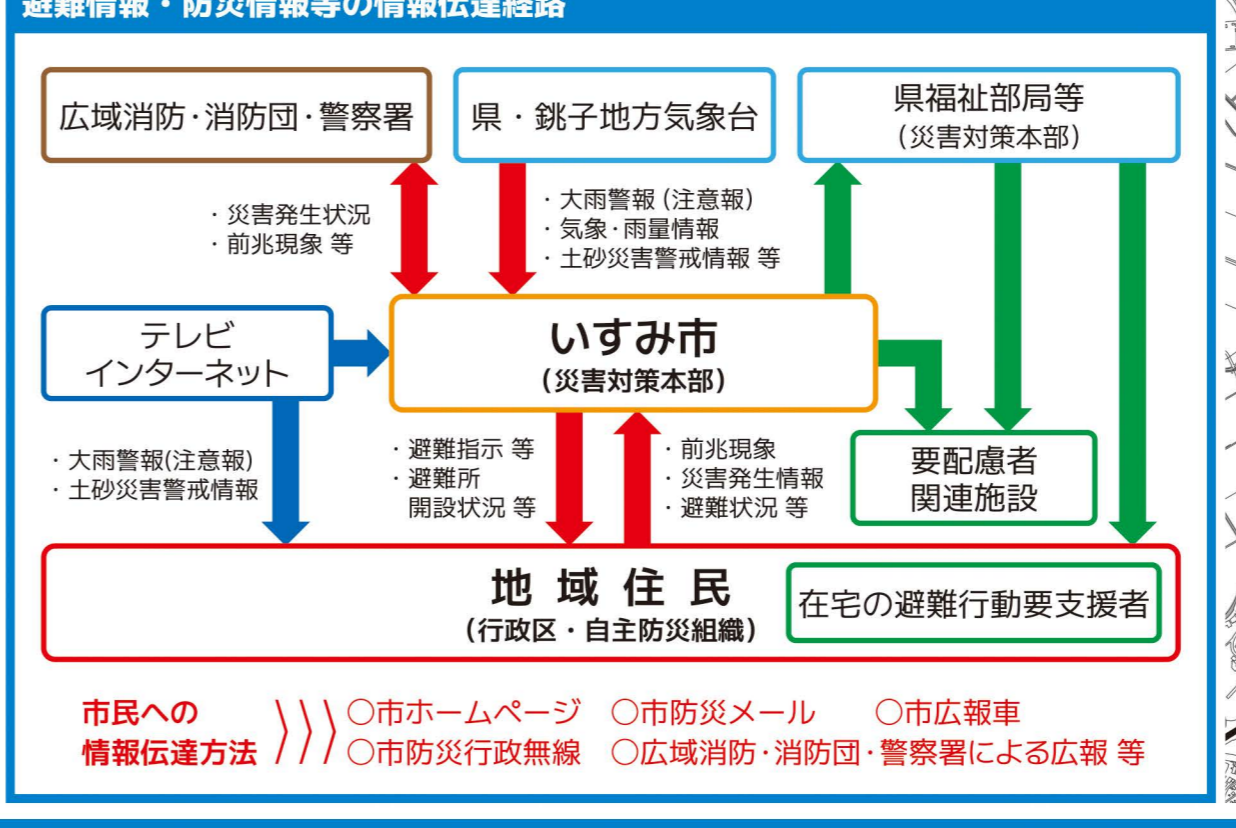 避難情報・防災情報等の情報伝達経路
広域消防・消防団・警察署
県・銚子地方気象台
県福祉部局等
（災害対策本部）
・災害発生状況
・前兆現象 等
・大雨警報（注意報）
・気象・雨量情報
・土砂災害警戒情報 等
テレビ
インターネット
いすみ市
（災害対策本部）
・大雨警報(注意報)
・土砂災害警戒情報
・避難指示 等
・避難所
開設状況 等
・前兆現象
・災害発生情報
・避難状況 等
要配慮者
関連施設
地域住民
（行政区・自主防災組織）
在宅の避難行動要支援者
市民への
情報伝達方法
○市ホームページ ○市防災メール ○市広報車
○市防災行政無線 ○広域消防・消防団・警察署による広報 等